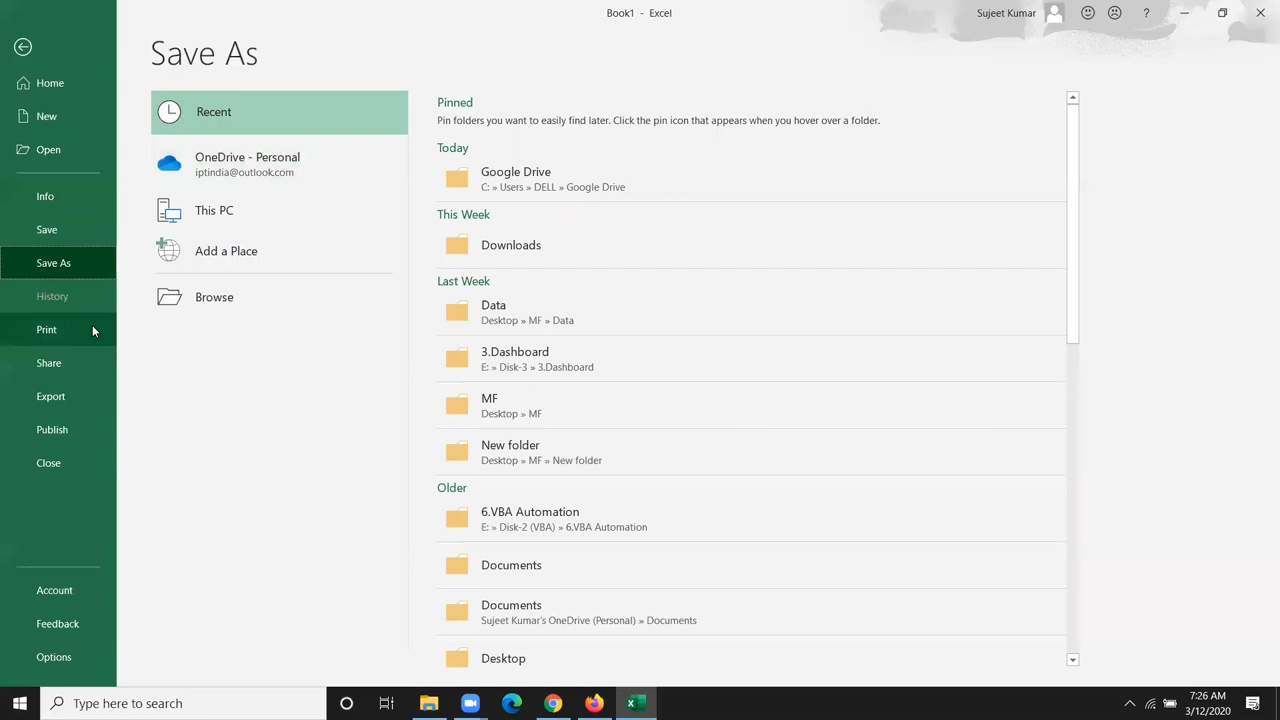 Book1 - Excel
Sujeet Kumar
?
Home
New
Open
Info
Save
Save As
History
Print
Share
Export
Publish
Close
Account
Feedback
Options
Save As
Recent
OneDrive - Personal
iptindia@outlook.com
This PC
Add a Place
Browse
Pinned
Pin folders you want to easily find later. Click the pin icon that appears when you hover over a folder.
Today
Google Drive
C: » Users » DELL » Google Drive
This Week
Downloads
Last Week
Data
Desktop » MF » Data
3.Dashboard
E: » Disk-3 » 3.Dashboard
MF
Desktop » MF
New folder
Desktop » MF » New folder
Older
6.VBA Automation
E: » Disk-2 (VBA) » 6.VBA Automation
Documents
Documents
Sujeet Kumar's OneDrive (Personal) » Documents
Desktop
Type here to search
7:26 AM
3/12/2020